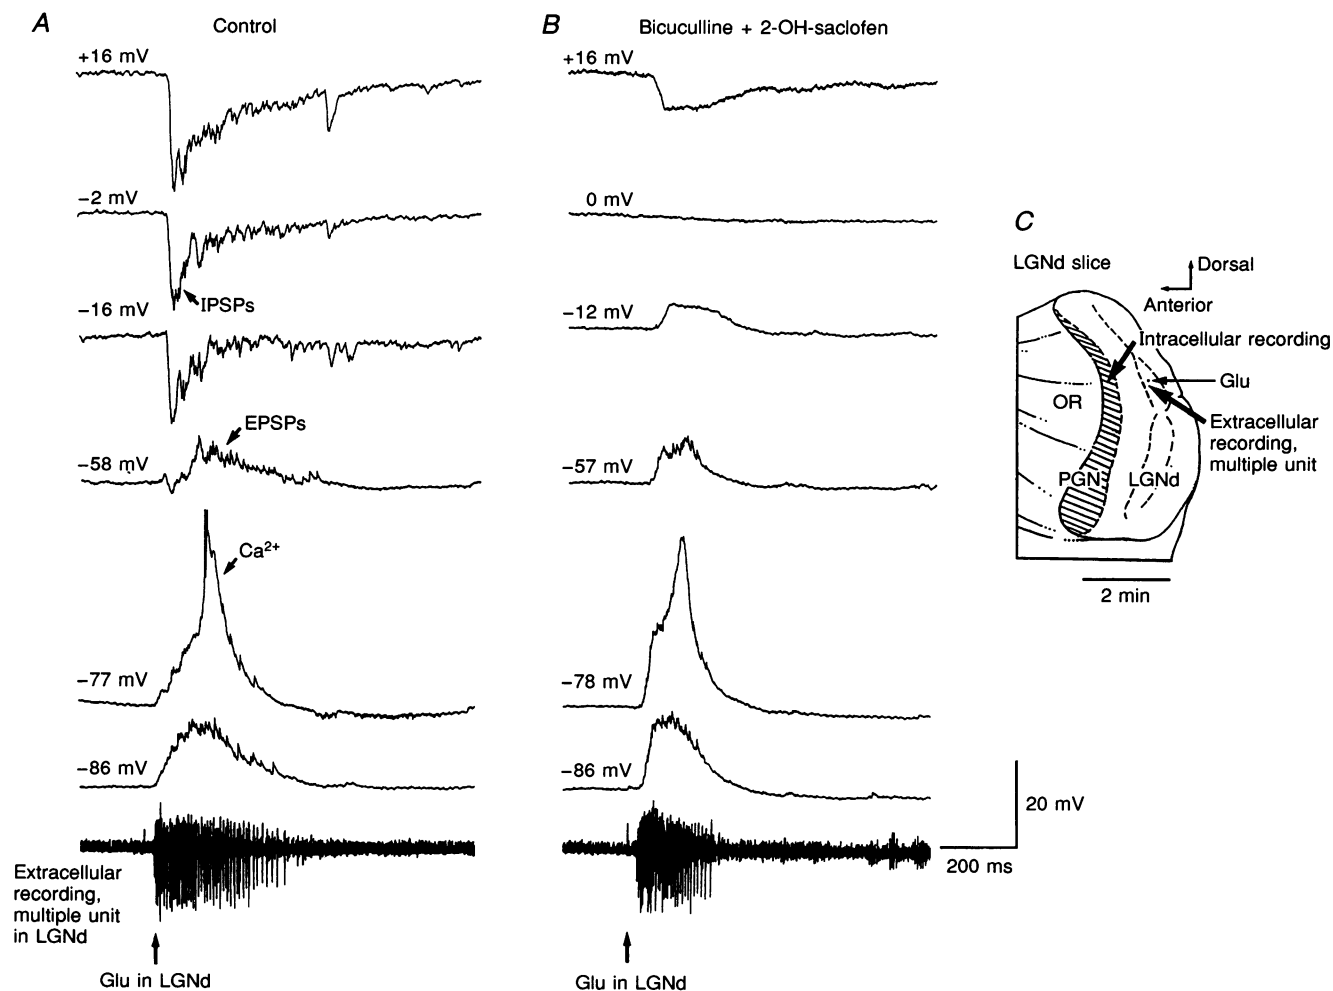 A
Control
+16 mV
−2 mV
IPSPs
−16 mV
EPSPs
−58 mV
Ca2+
−77 mV
−86 mV
Extracellular
recording,
multiple unit
in LGNd
Glu in LGNd
B
Bicuculline + 2-OH-saclofen
+16 mV
0 mV
−12 mV
−57 mV
−78 mV
−86 mV
20 mV
200 ms
Glu in LGNd
C
LGNd slice
Dorsal
Anterior
Intracellular recording
Glu
OR
Extracellular
recording,
multiple unit
PGN
LGNd
2 min